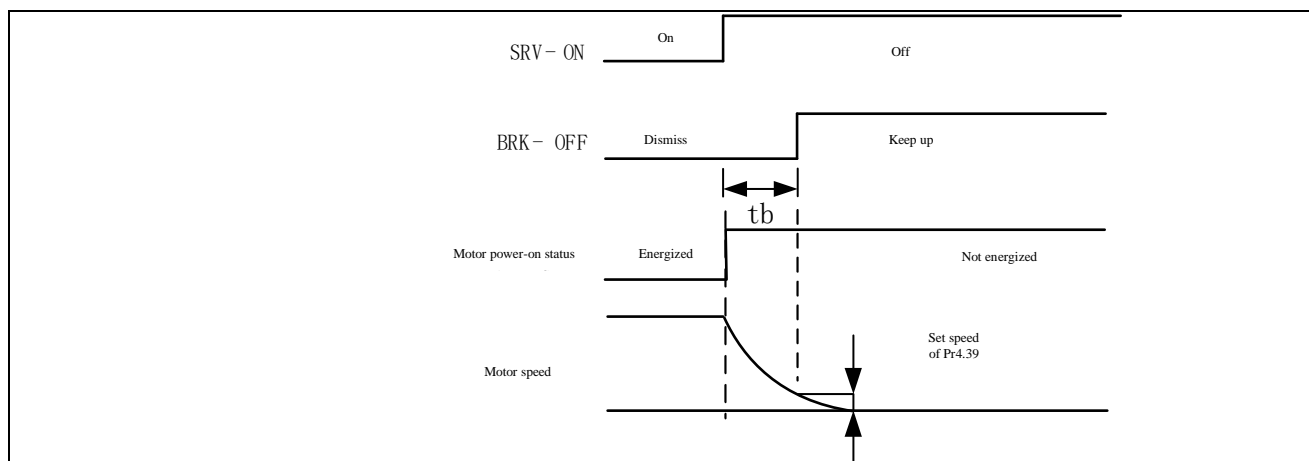 On
SRV-ON
Off
BRK-OFF
Dismiss
Keep up
tb
Motor power-on status
Energized
Not energized
Set speed
of Pr4.39
Motor speed